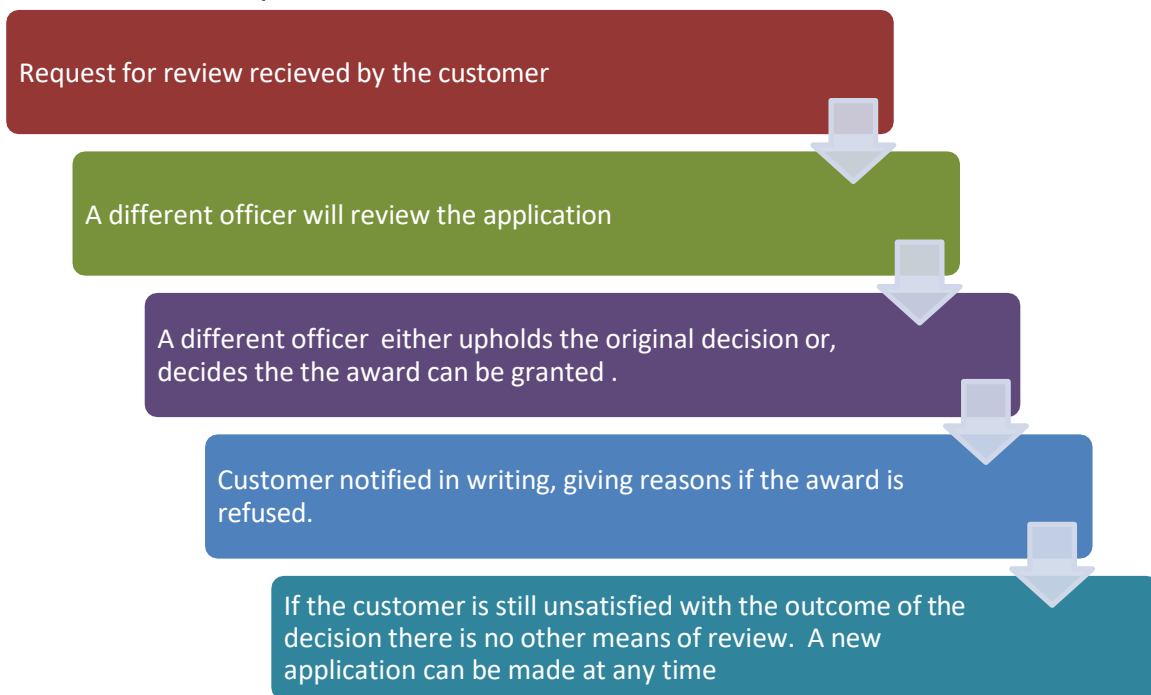 Request for review recieved by the customer
A different officer will review the application
A different officer  either upholds the original decision or,
decides the the award can be granted .
Customer notified in writing, giving reasons if the award is
refused.
If the customer is still unsatisfied with the outcome of the
decision there is no other means of review.  A new
application can be made at any time